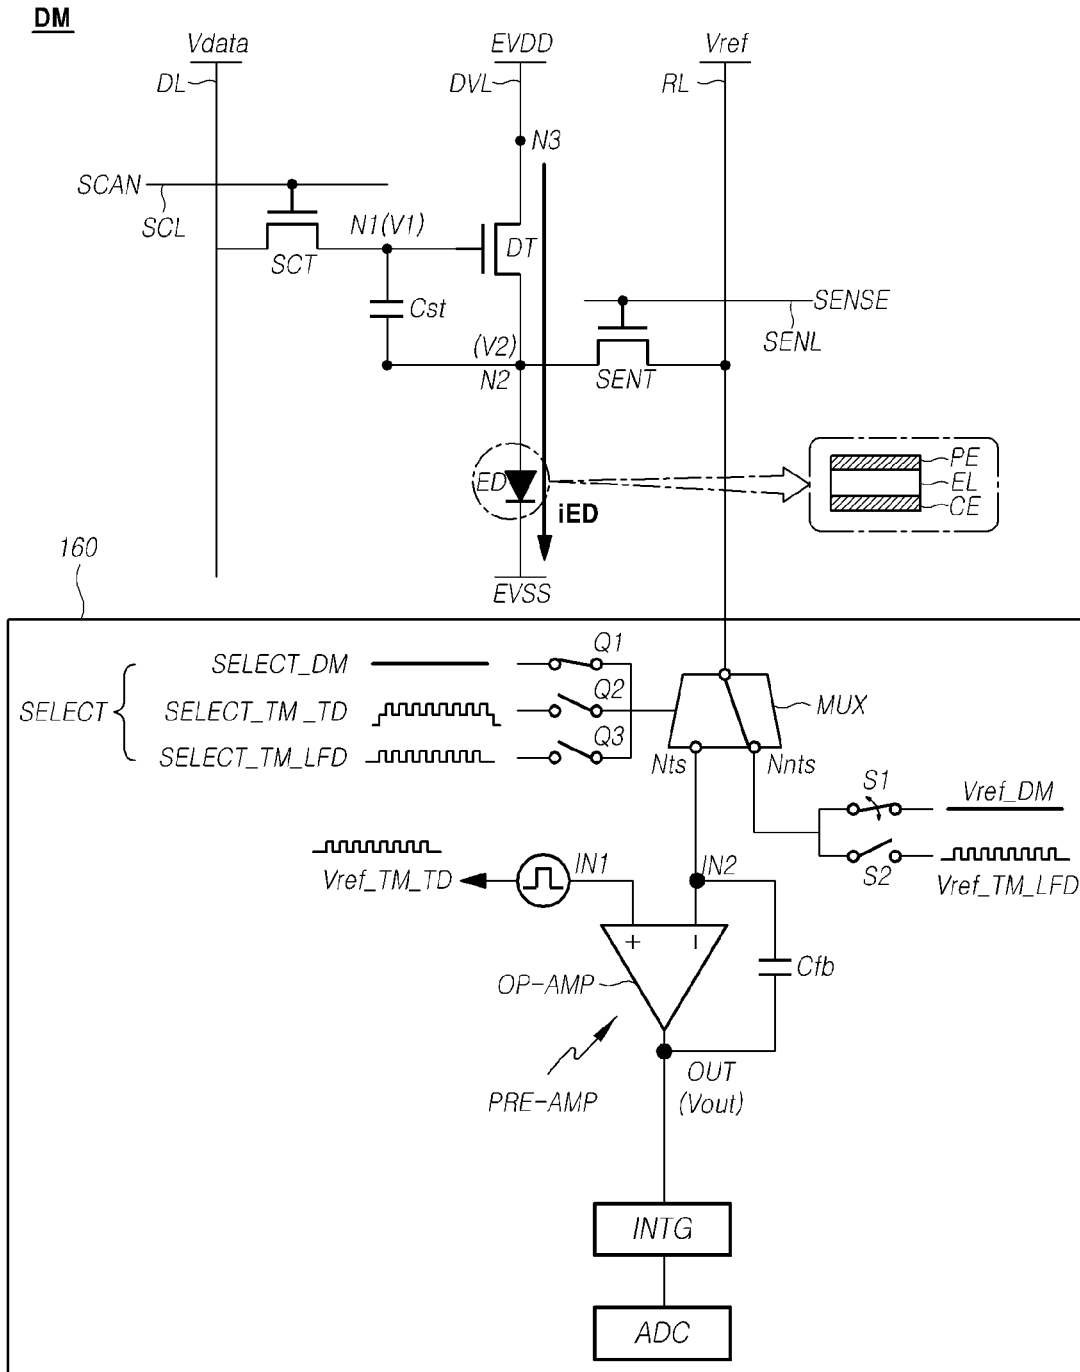 DM
Vdata
EVDD
Vref
DL
DVL
RL
N3
SCAN
SCL
N1(V1)
DT
SCT
Cst
SENSE
SENL
(V2)
N2
SENT
ED
iED
PE
EL
CE
EVSS
160
SELECT
SELECT_DM
Q1
SELECT_TM_TD
Q2
SELECT_TM_LFD
Q3
MUX
Nts
Nnts
S1
Vref_DM
S2
Vref_TM_LFD
Vref_TM_TD
IN1
IN2
+
−
OP-AMP
Cfb
PRE-AMP
OUT
(Vout)
INTG
ADC